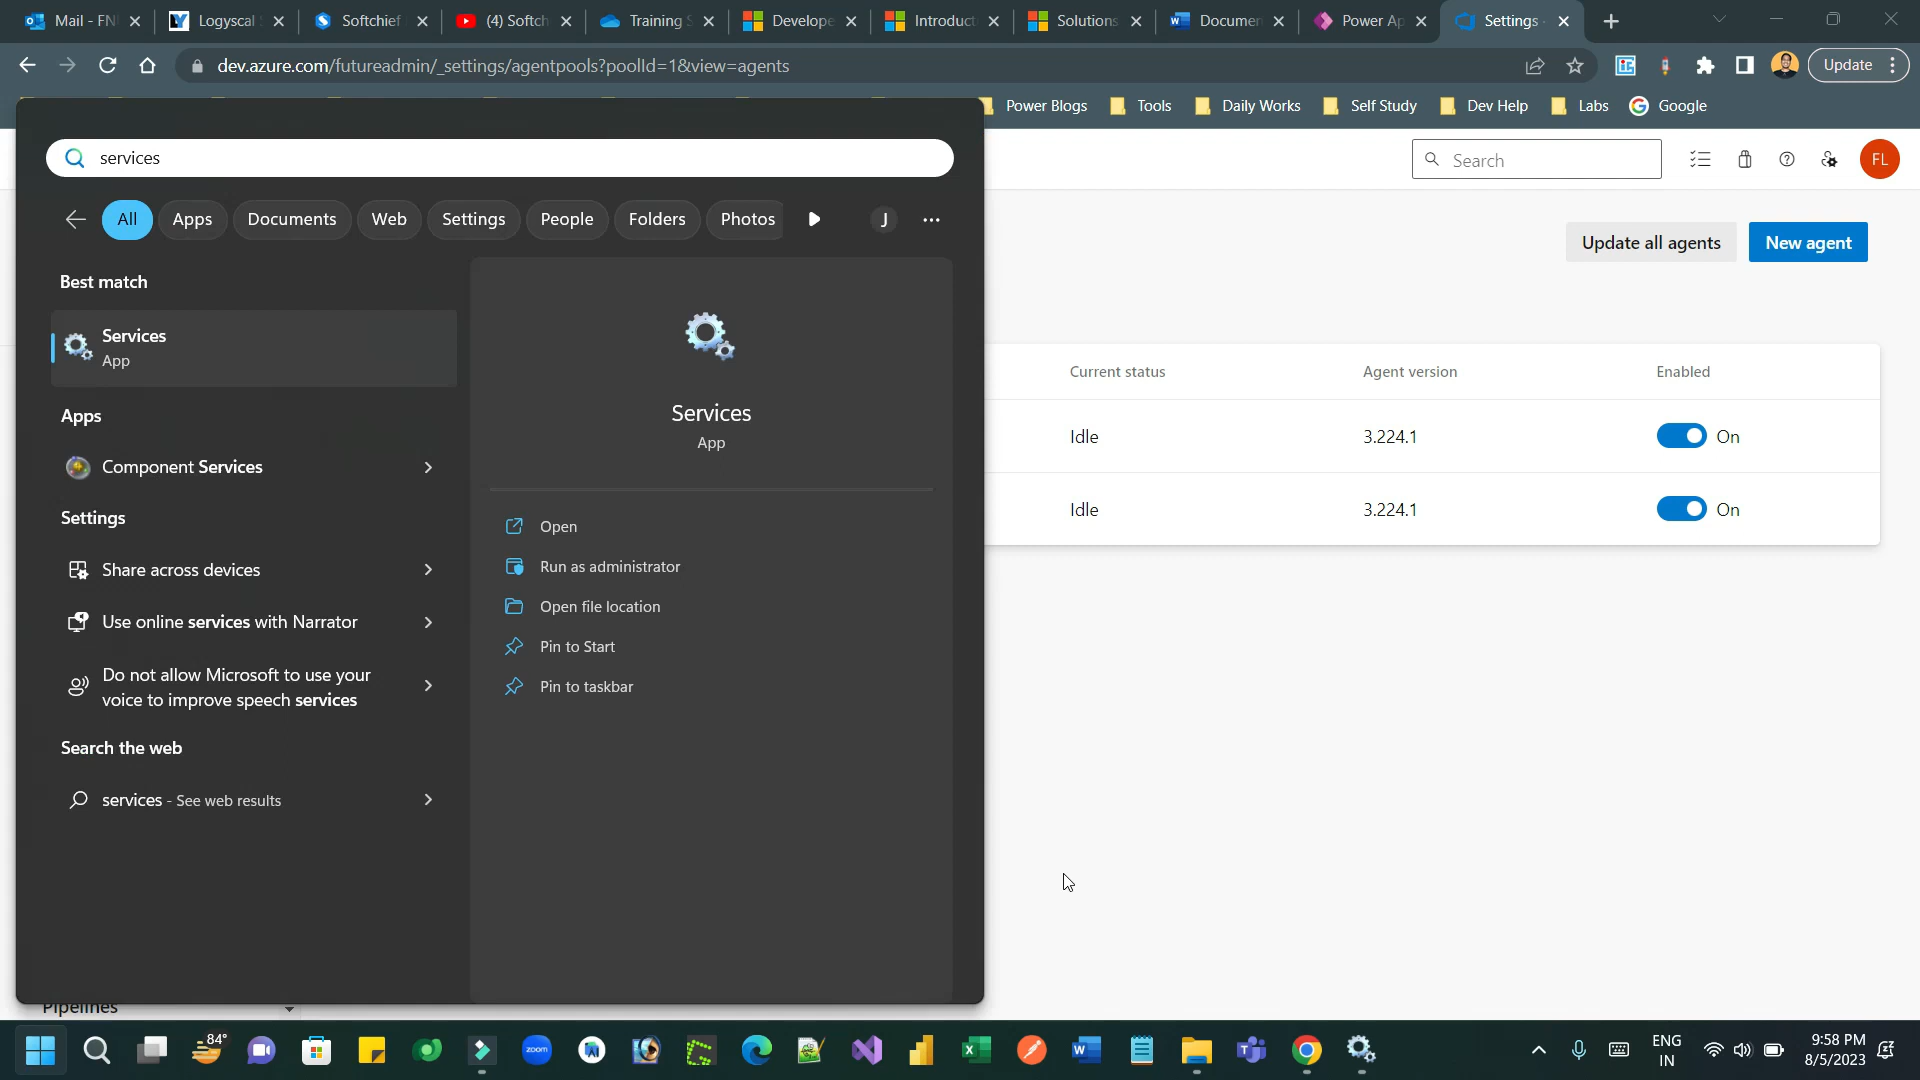 Mail - FN
Logyscal
Softchief
(4) Softch
Training S
Develope
Introduct
Solutions
Documen
Power Ap
Settings -
dev.azure.com/futureadmin/_settings/agentpools?poolId=1&view=agents
Update
Power Blogs
Tools
Daily Works
Self Study
Dev Help
Labs
Google
services
Search
FL
All
Apps
Documents
Web
Settings
People
Folders
Photos
J
Update all agents
New agent
Best match
Services
App
Apps
Component Services
Settings
Share across devices
Use online services with Narrator
Do not allow Microsoft to use your
voice to improve speech services
Search the web
services - See web results
Services
App
Open
Run as administrator
Open file location
Pin to Start
Pin to taskbar
Current status
Agent version
Enabled
Idle
3.224.1
On
Idle
3.224.1
On
Pipelines
84°
zoom
ENG
IN
9:58 PM
8/5/2023